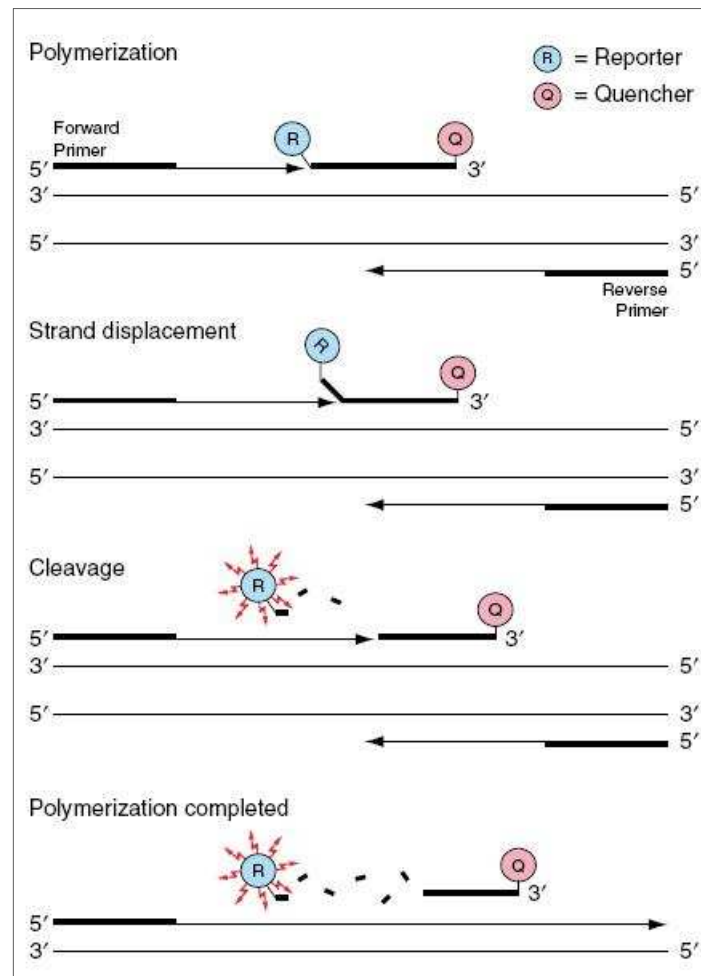 Polymerization
R = Reporter
Q = Quencher
Forward
Primer
R
Q
5′ 3′
3′ 5′
5′ 3′
5′
Reverse
Primer
Strand displacement
R
Q
5′ 3′
3′ 5′
5′ 3′
5′
Cleavage
R
Q
5′ 3′
3′ 5′
5′ 3′
5′
Polymerization completed
R
Q
3′
5′
3′ 5′